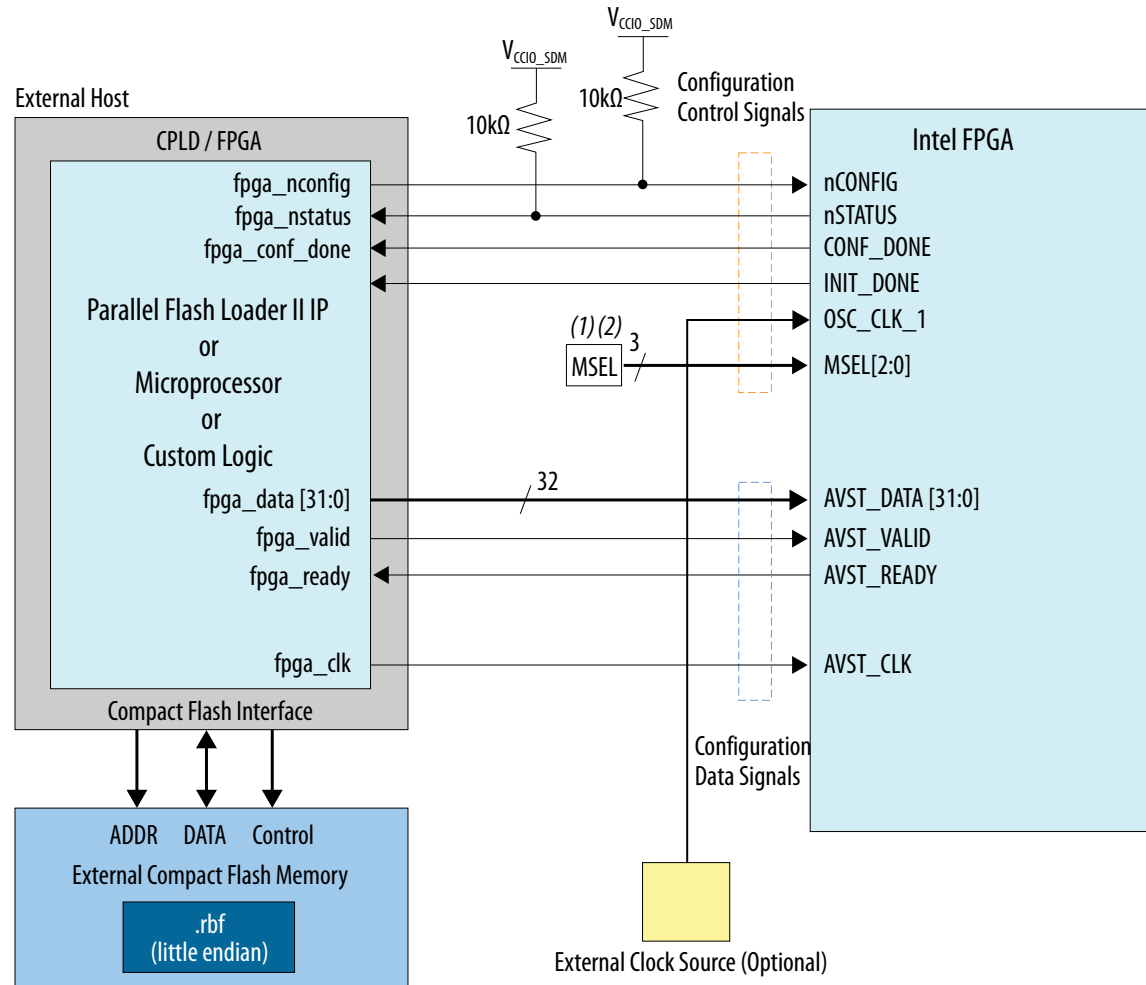 V_CCIO_SDM
V_CCIO_SDM
10kΩ
10kΩ
Configuration
Control Signals
External Host
CPLD / FPGA
Intel FPGA
fpga_nconfig
nCONFIG
fpga_nstatus
nSTATUS
fpga_conf_done
CONF_DONE
INIT_DONE
Parallel Flash Loader II IP
or
Microprocessor
or
Custom Logic
OSC_CLK_1
(1) (2)
3
MSEL
MSEL[2:0]
fpga_data [31:0]
32
AVST_DATA [31:0]
fpga_valid
AVST_VALID
fpga_ready
AVST_READY
fpga_clk
AVST_CLK
Compact Flash Interface
Configuration
Data Signals
ADDR DATA Control
External Compact Flash Memory
.rbf
(little endian)
External Clock Source (Optional)